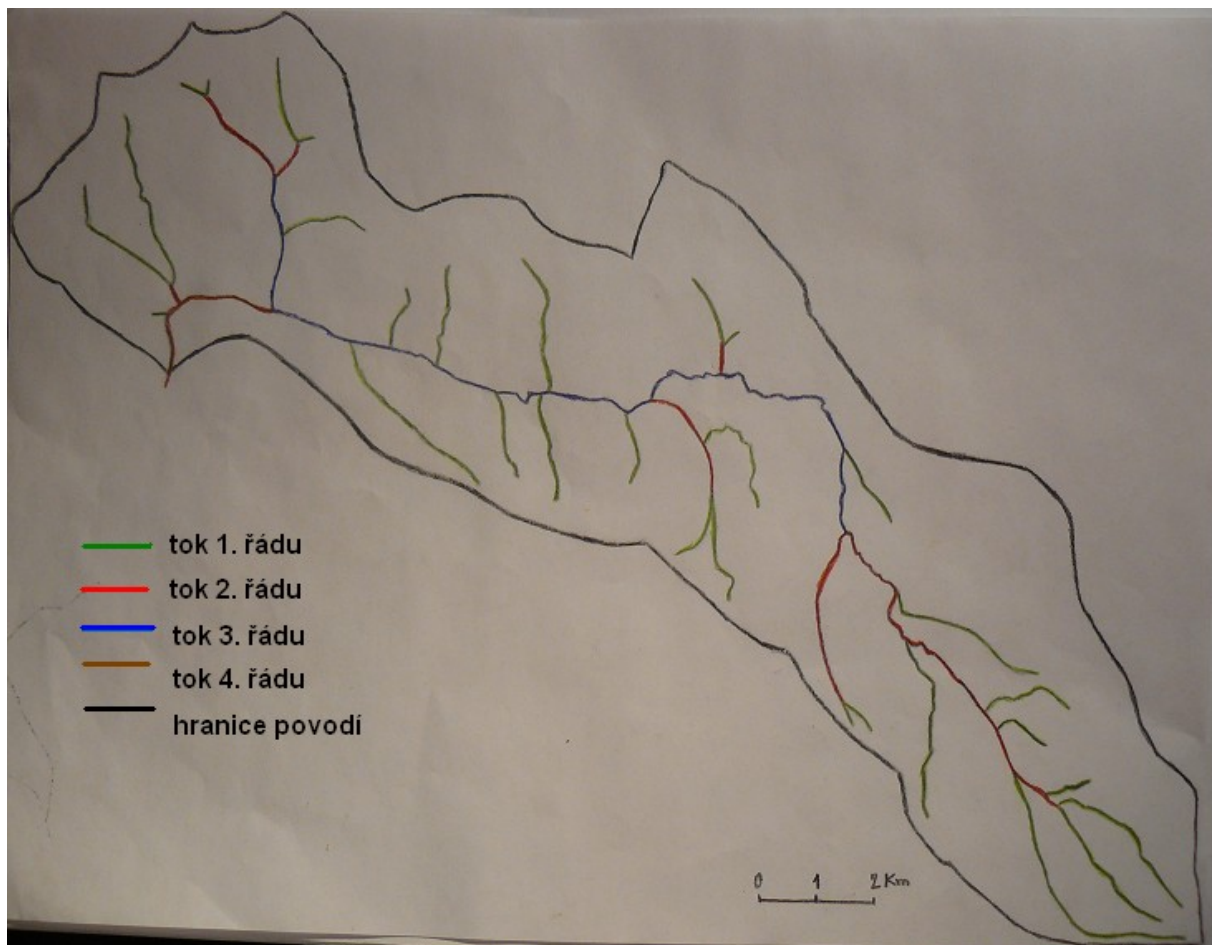 tok 1. řádu
tok 2. řádu
tok 3. řádu
tok 4. řádu
hranice povodí
0 1 2 Km